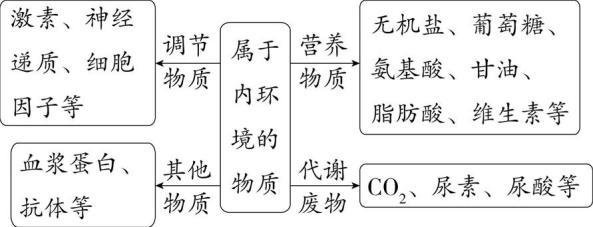 激素、神经
递质、细胞
因子等
调节
物质
属于
内环
境的
物质
营养
物质
无机盐、葡萄糖、
氨基酸、甘油、
脂肪酸、维生素等
血浆蛋白、
抗体等
其他
物质
代谢
废物
CO₂、尿素、尿酸等